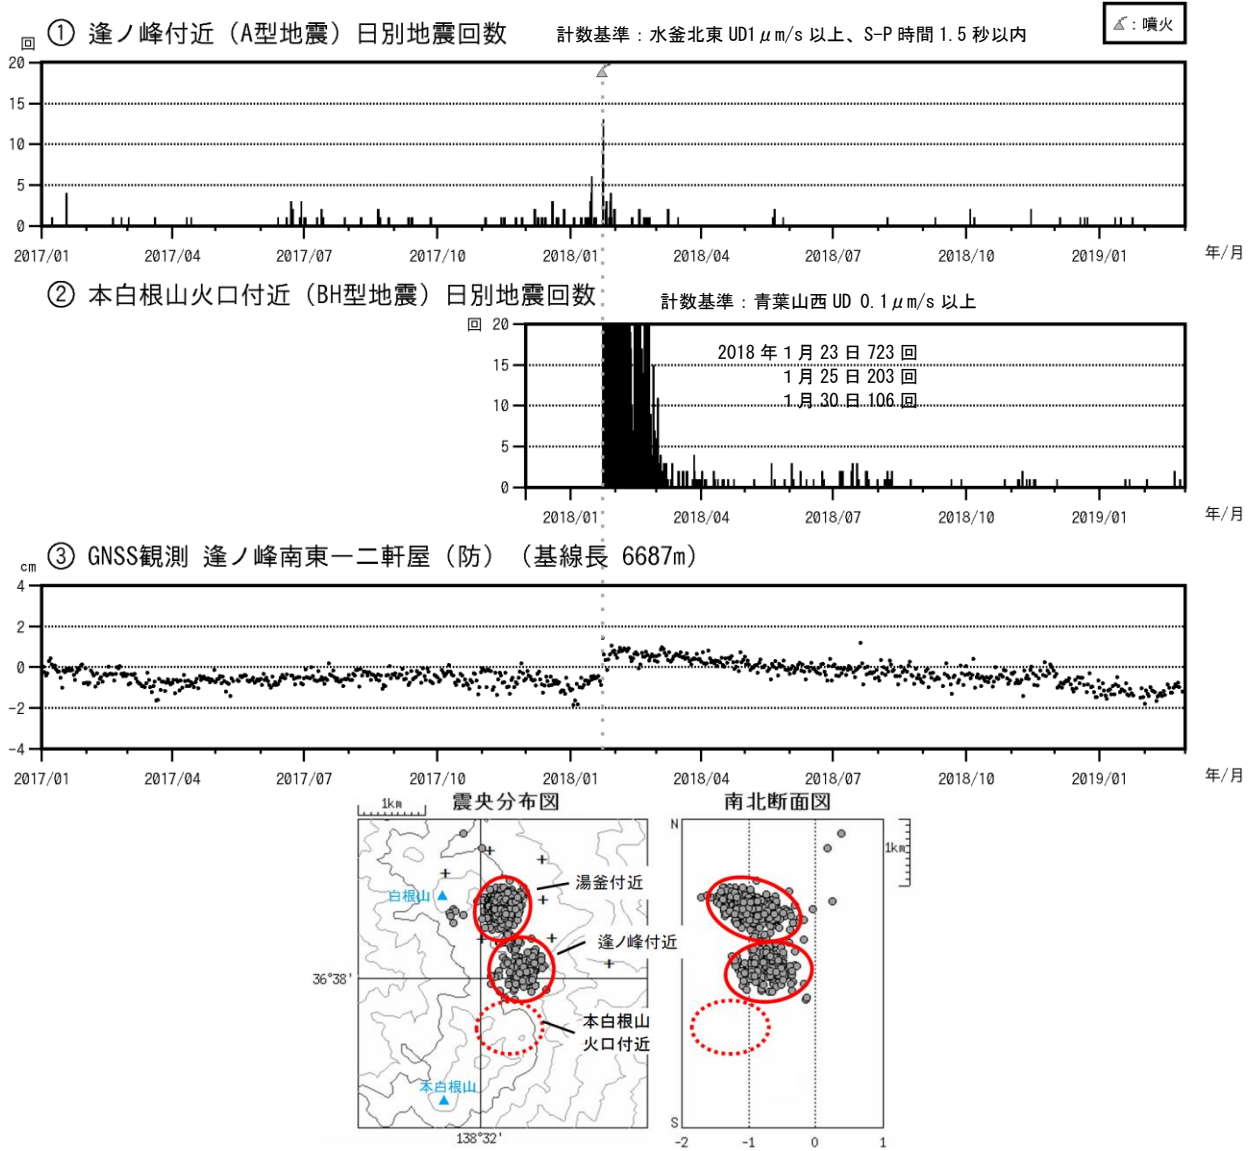 ① 逢ノ峰付近（A型地震）日別地震回数
計数基準：水釜北東 UD1μm/s 以上、S-P 時間 1.5 秒以内
：噴火
回
20
15
10
5
0
2017/01 2017/04 2017/07 2017/10 2018/01 2018/04 2018/07 2018/10 2019/01 年/月
② 本白根山火口付近（BH型地震）日別地震回数
計数基準：青葉山西 UD 0.1μm/s 以上
回 20
15
10
5
0
2018 年 1 月 23 日 723 回
1 月 25 日 203 回
1 月 30 日 106 回
2018/01 2018/04 2018/07 2018/10 2019/01 年/月
③ GNSS観測 逢ノ峰南東一二軒屋（防）（基線長 6687m）
cm
4
2
0
-2
-4
2017/01 2017/04 2017/07 2017/10 2018/01 2018/04 2018/07 2018/10 2019/01 年/月
1km
震央分布図
白根山
湯釜付近
逢ノ峰付近
36°38'
本白根山
火口付近
本白根山
138°32'
南北断面図
N
1km
S
-2 -1 0 1